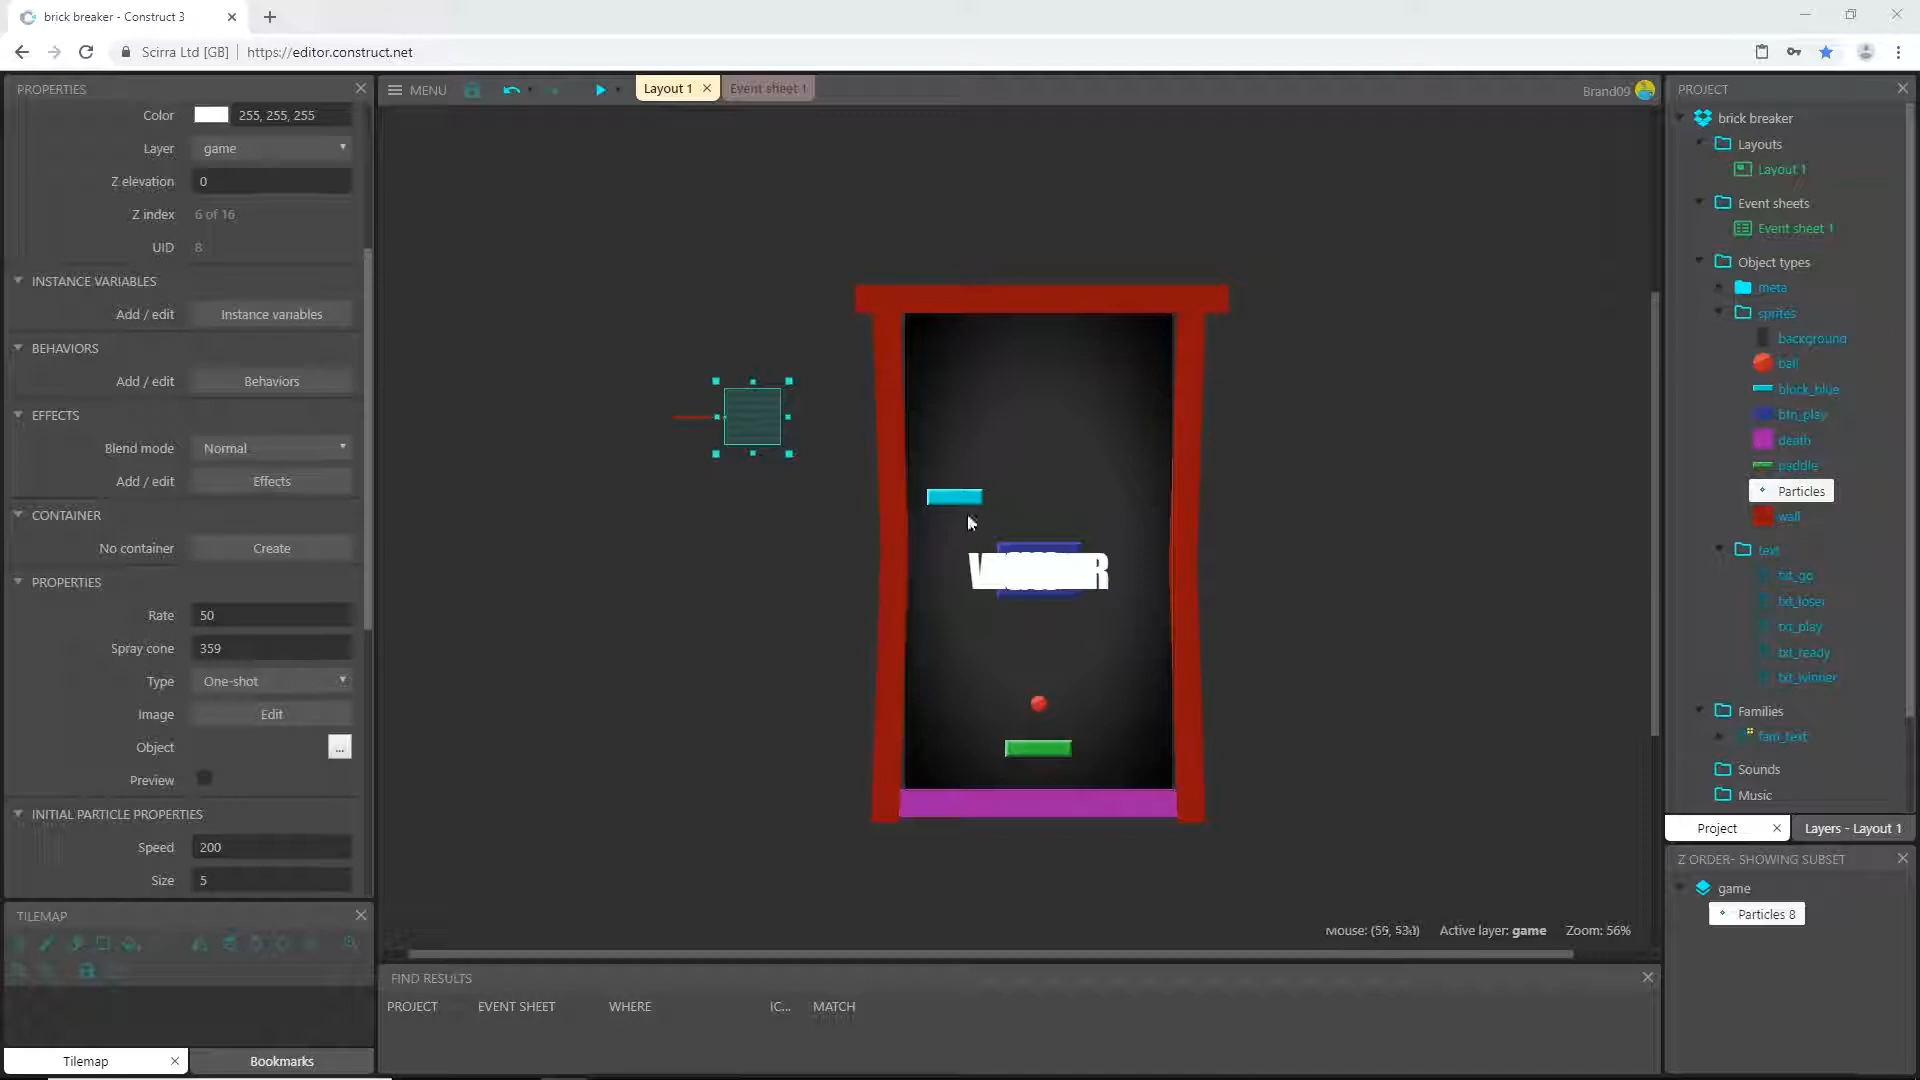 brick breaker - Construct 3
Scirra Ltd [GB]
https://editor.construct.net
PROPERTIES
Color 255, 255, 255
Layer game
Z elevation 0
Z index 6 of 16
UID 8
INSTANCE VARIABLES
Add / edit Instance variables
BEHAVIORS
Add / edit Behaviors
EFFECTS
Blend mode Normal
Add / edit Effects
CONTAINER
No container Create
PROPERTIES
Rate 50
Spray cone 359
Type One-shot
Image Edit
Object ...
Preview
INITIAL PARTICLE PROPERTIES
Speed 200
Size 5
TILEMAP
Tilemap
Bookmarks
MENU
Layout 1
Event sheet 1
Brand09
Mouse: (59, 530)
Active layer: game
Zoom: 56%
FIND RESULTS
PROJECT EVENT SHEET WHERE IC... MATCH
PROJECT
brick breaker
Layouts
Layout 1
Event sheets
Event sheet 1
Object types
meta
sprites
background
ball
block_blue
btn_play
death
paddle
Particles
wall
text
txt_go
txt_loser
txt_play
txt_ready
txt_winner
Families
fam_text
Sounds
Music
Project
Layers - Layout 1
Z ORDER- SHOWING SUBSET
game
Particles 8